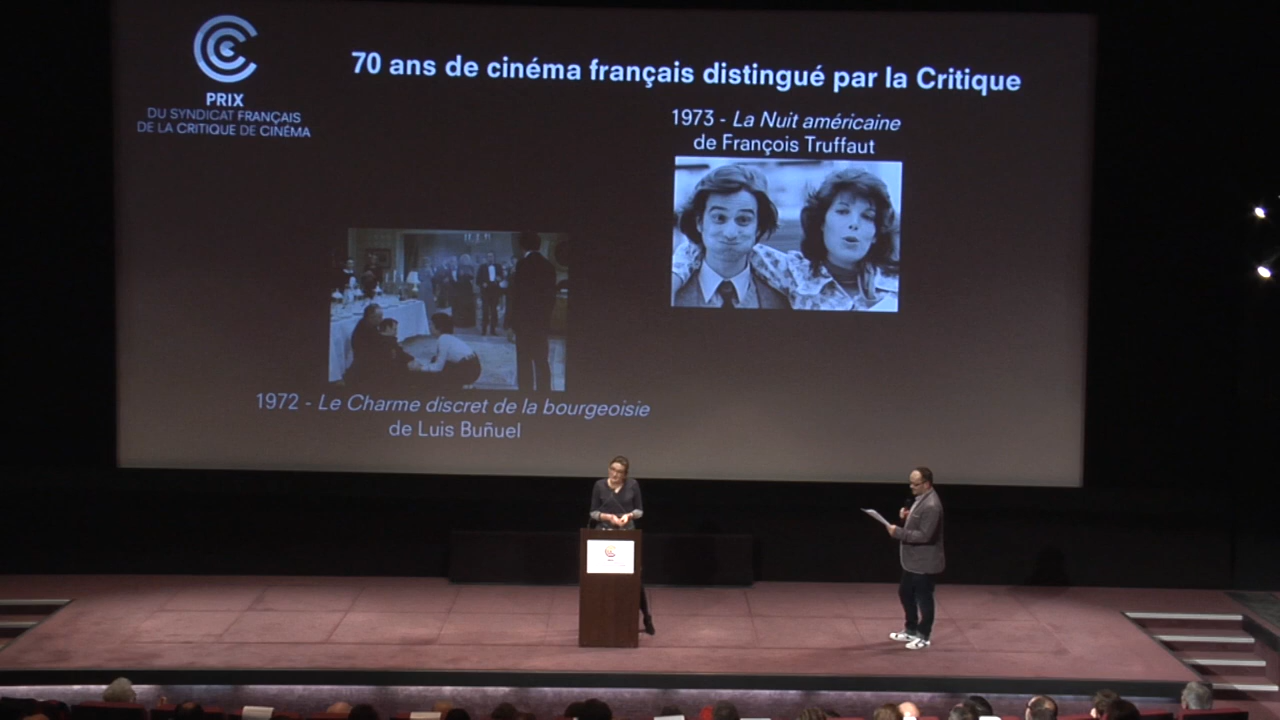 PRIX
DU SYNDICAT FRANÇAIS
DE LA CRITIQUE DE CINÉMA
70 ans de cinéma français distingué par la Critique
1973 - La Nuit américaine
de François Truffaut
1972 - Le Charme discret de la bourgeoisie
de Luis Buñuel